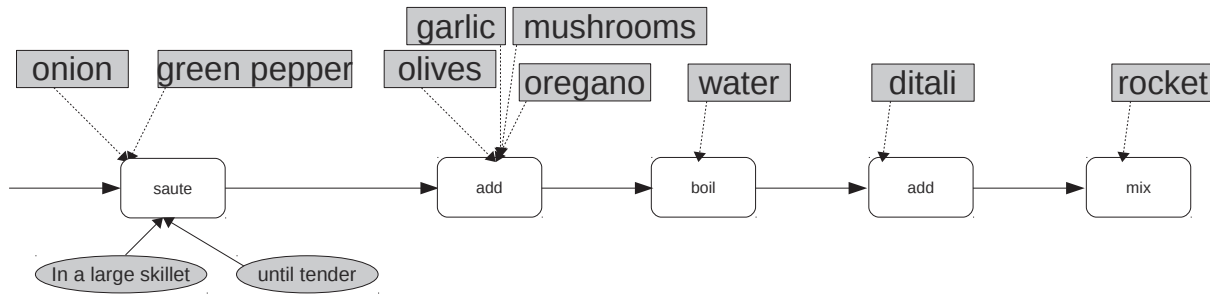 garlic
mushrooms
onion
green pepper
olives
oregano
water
ditali
rocket
saute
add
boil
add
mix
In a large skillet
until tender